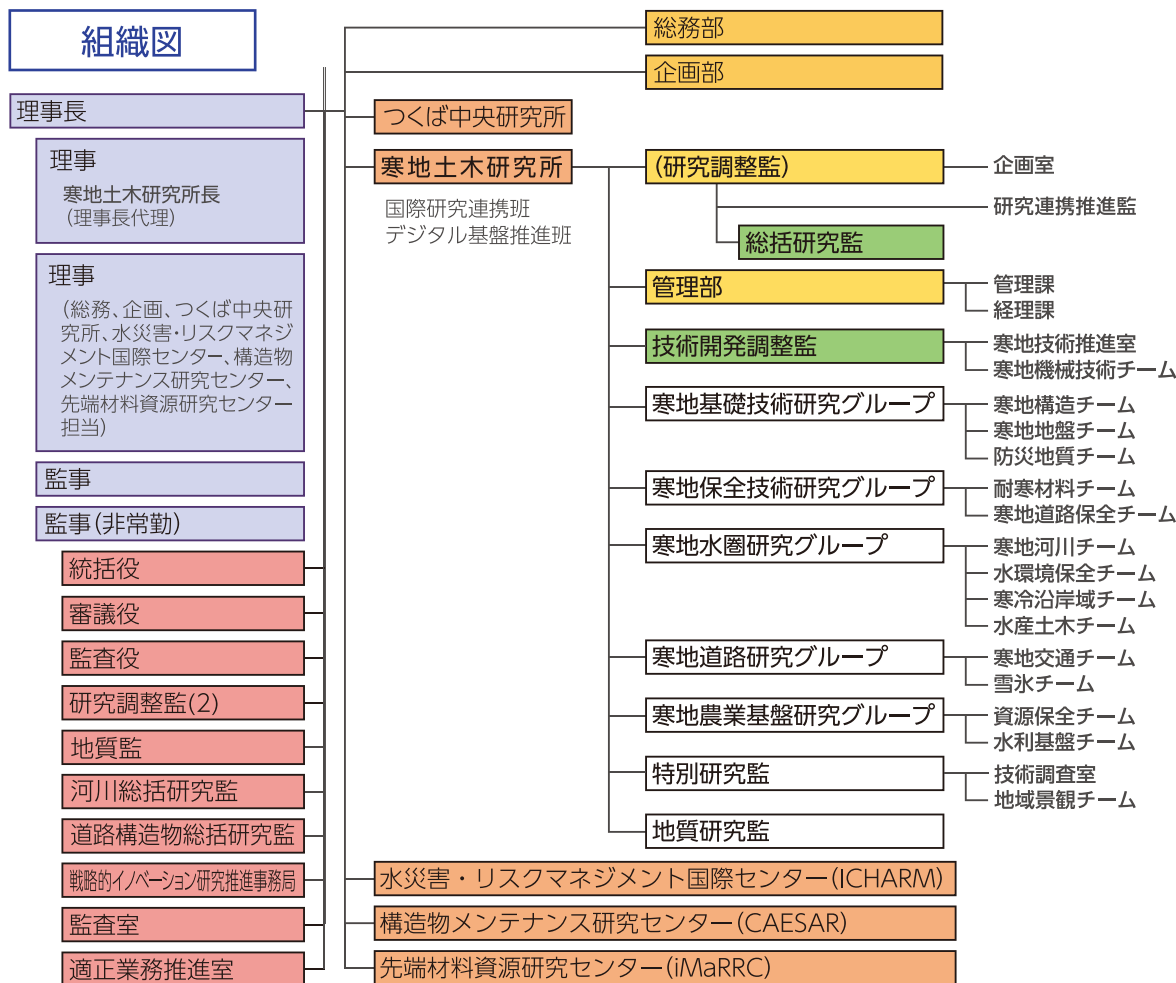 組織図
理事長
理事
寒地土木研究所長
(理事長代理)
理事
(総務、企画、つくば中央研
究所、水災害・リスクマネジ
メント国際センター、構造物
メンテナンス研究センター、
先端材料資源研究センター
担当)
監事
監事(非常勤)
統括役
審議役
監査役
研究調整監(2)
地質監
河川総括研究監
道路構造物総括研究監
戦略的イノベーション研究推進事務局
監査室
適正業務推進室
総務部
企画部
つくば中央研究所
寒地土木研究所
国際研究連携班
デジタル基盤推進班
(研究調整監)
企画室
研究連携推進監
総括研究監
管理部
管理課
経理課
技術開発調整監
寒地技術推進室
寒地機械技術チーム
寒地基礎技術研究グループ
寒地構造チーム
寒地地盤チーム
防災地質チーム
寒地保全技術研究グループ
耐寒材料チーム
寒地道路保全チーム
寒地水圏研究グループ
寒地河川チーム
水環境保全チーム
寒冷沿岸域チーム
水産土木チーム
寒地道路研究グループ
寒地交通チーム
雪氷チーム
寒地農業基盤研究グループ
資源保全チーム
水利基盤チーム
特別研究監
技術調査室
地域景観チーム
地質研究監
水災害・リスクマネジメント国際センター(ICHARM)
構造物メンテナンス研究センター(CAESAR)
先端材料資源研究センター(iMaRRC)